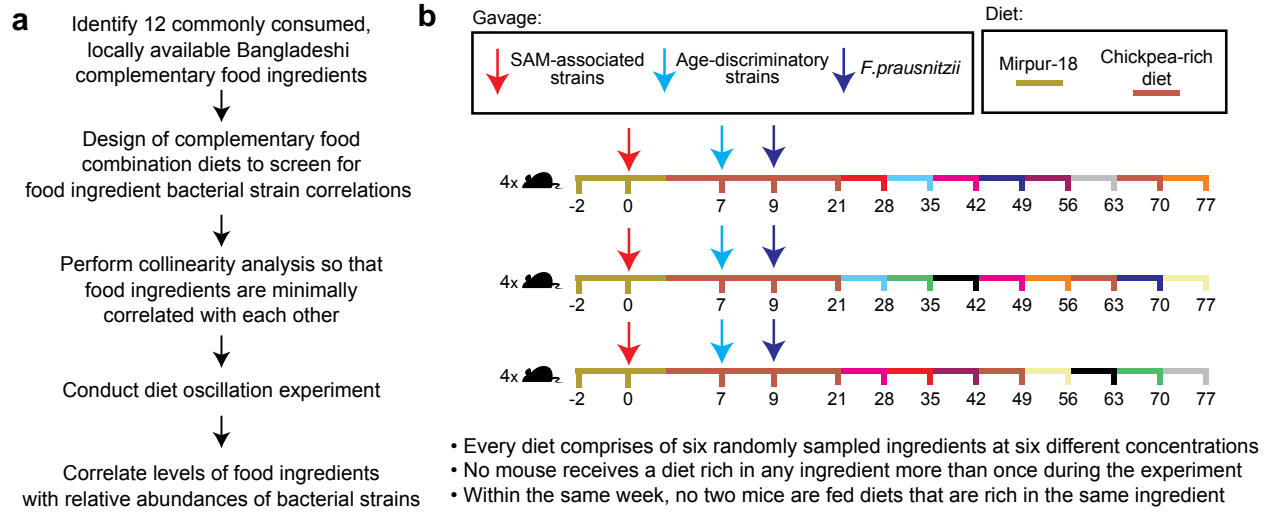 a
Identify 12 commonly consumed,
locally available Bangladeshi
complementary food ingredients
Design of complementary food
combination diets to screen for
food ingredient bacterial strain correlations
Perform collinearity analysis so that
food ingredients are minimally
correlated with each other
Conduct diet oscillation experiment
Correlate levels of food ingredients
with relative abundances of bacterial strains
b
Gavage:
SAM-associated
strains
Age-discriminatory
strains
F.prausnitzii
Diet:
Mirpur-18
Chickpea-rich
diet
4x
-2 0 7 9 21 28 35 42 49 56 63 70 77
4x
-2 0 7 9 21 28 35 42 49 56 63 70 77
4x
-2 0 7 9 21 28 35 42 49 56 63 70 77
• Every diet comprises of six randomly sampled ingredients at six different concentrations
• No mouse receives a diet rich in any ingredient more than once during the experiment
• Within the same week, no two mice are fed diets that are rich in the same ingredient